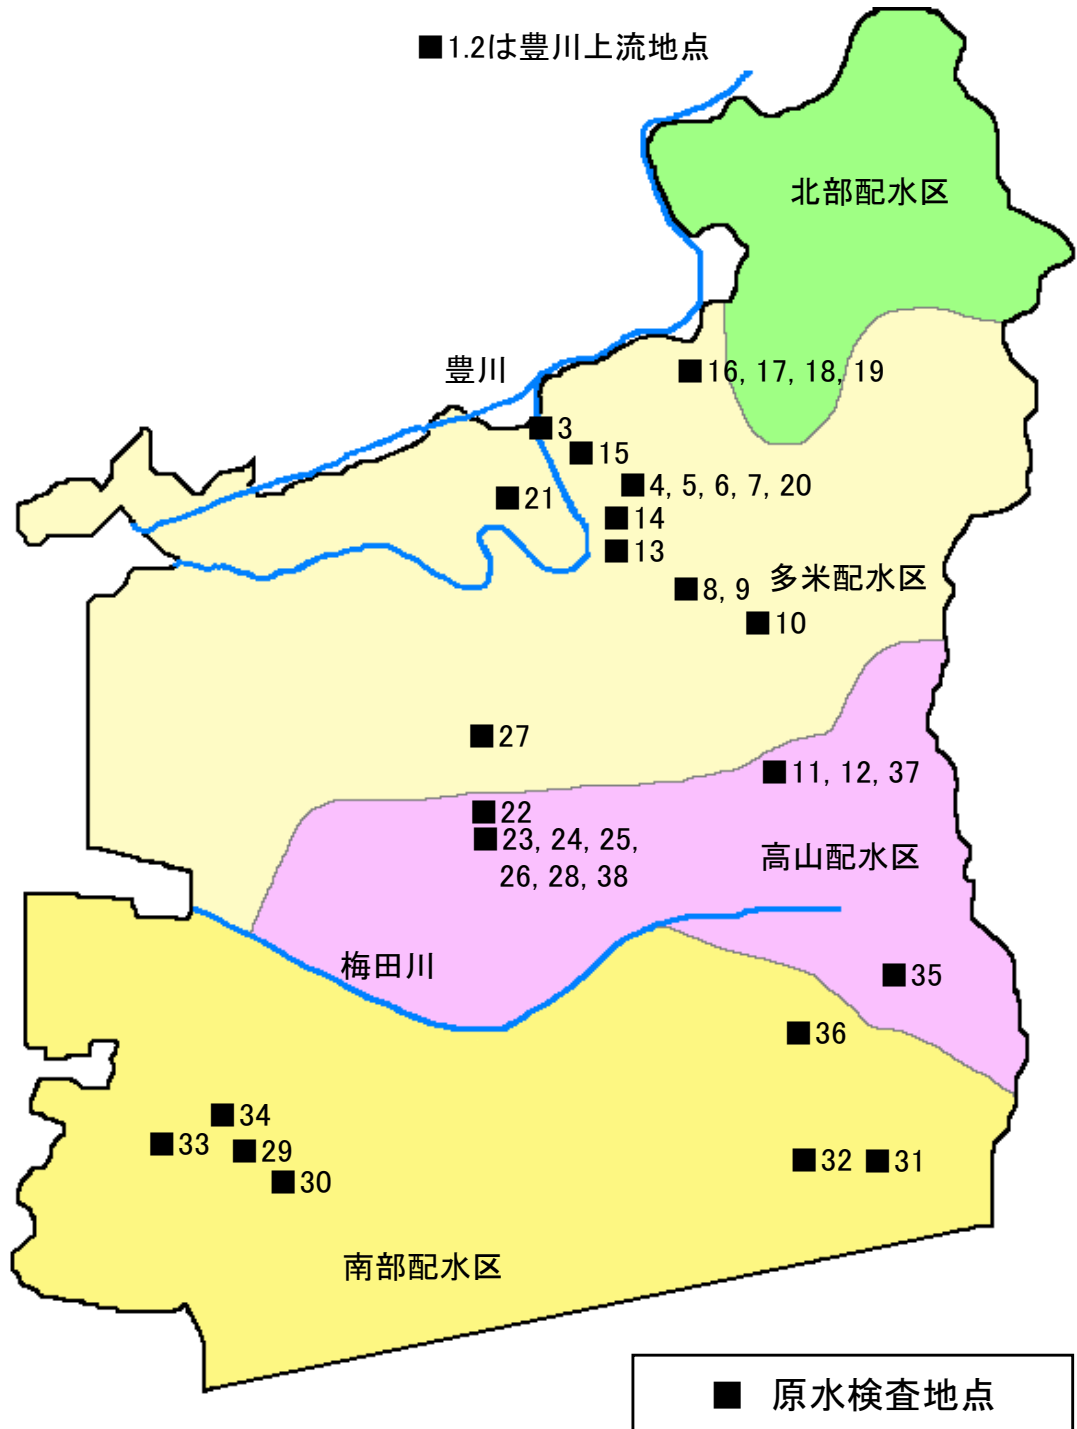 ■1.2は豊川上流地点
北部配水区
豊川
■16, 17, 18, 19
■3
■15
■4, 5, 6, 7, 20
■21
■14
■13
多米配水区
■8, 9
■10
■27
■11, 12, 37
■22
■23, 24, 25,
26, 28, 38
高山配水区
梅田川
■35
■36
■34
■33
■29
■32
■31
■30
南部配水区
■ 原水検査地点